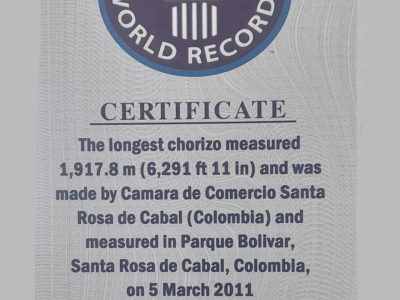 WORLD RECORD
TM
CERTIFICATE
The longest chorizo measured
1,917.8 m (6,291 ft 11 in) and was
made by Camara de Comercio Santa
Rosa de Cabal (Colombia) and
measured in Parque Bolivar,
Santa Rosa de Cabal, Colombia,
on 5 March 2011